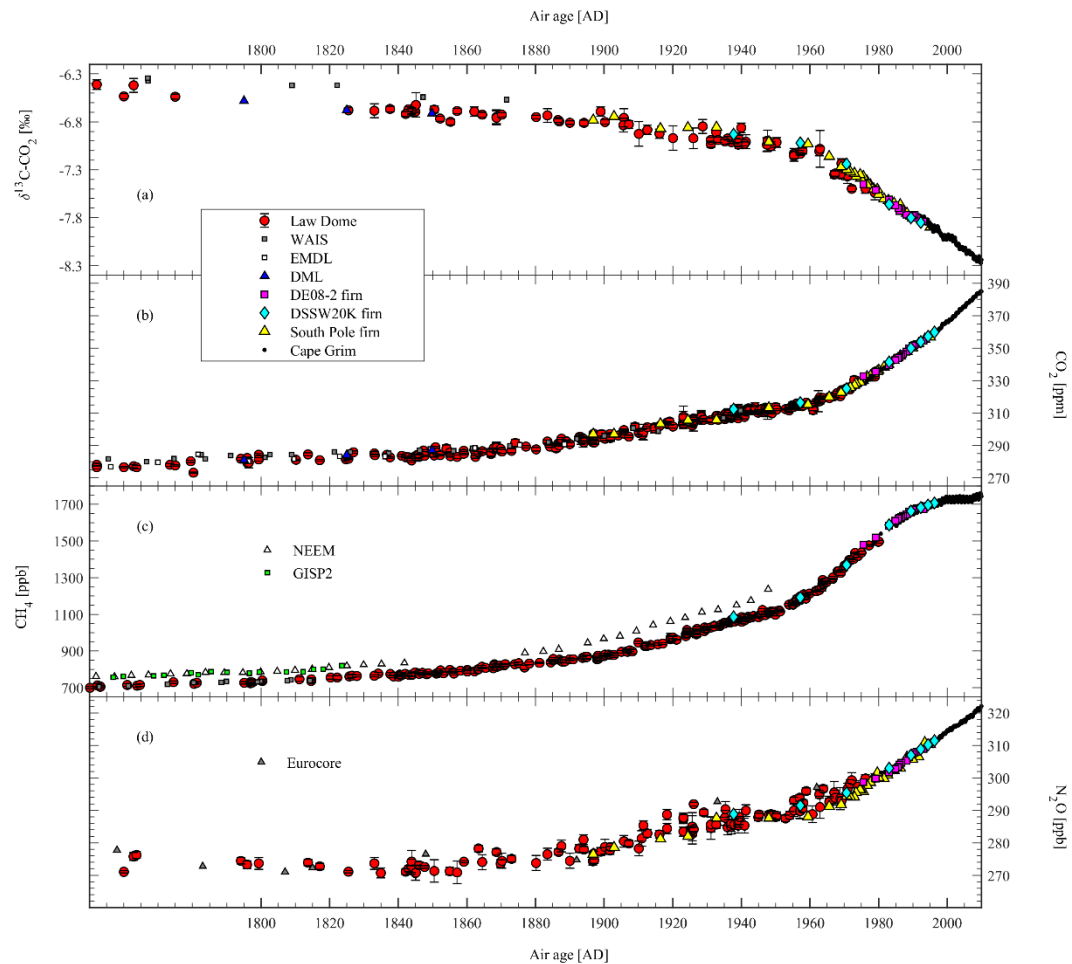 Air age [AD]
1800 1820 1840 1860 1880 1900 1920 1940 1960 1980 2000
-6.3
-6.8
-7.3
-7.8
-8.3
δ¹³C-CO₂ [‰]
(a)
Law Dome
WAIS
EMDL
DML
DE08-2 firn
DSSW20K firn
South Pole firn
Cape Grim
(b)
390
370
350
330
310
290
270
CO₂ [ppm]
(c)
1700
1500
1300
1100
900
700
CH₄ [ppb]
NEEM
GISP2
(d)
Eurocore
320
310
300
290
280
270
N₂O [ppb]
1800 1820 1840 1860 1880 1900 1920 1940 1960 1980 2000
Air age [AD]